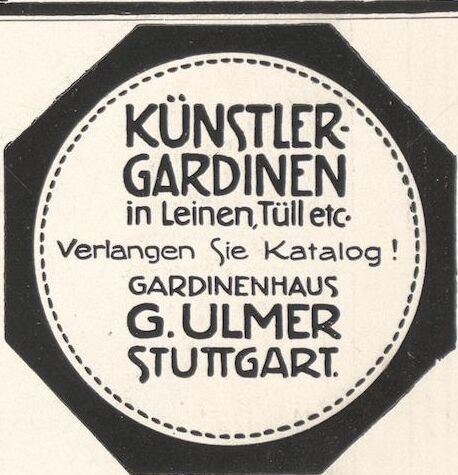 KÜNSTLER-
GARDINEN
in Leinen, Tüll etc.
Verlangen Sie Katalog!
GARDINENHAUS
G. ULMER
STUTTGART.